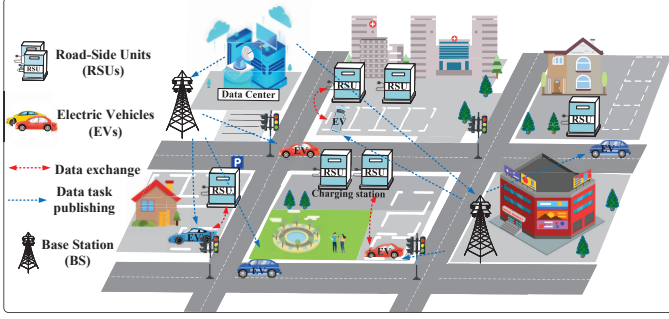 Road-Side Units
(RSUs)
RSU
RSU
Electric Vehicles
(EVs)
Data exchange
Data task
publishing
Base Station
(BS)
Data Center
RSU
RSU
EV
RSU
EV
EV
P
RSU
RSU
RSU
Charging station
EV
EV
EV